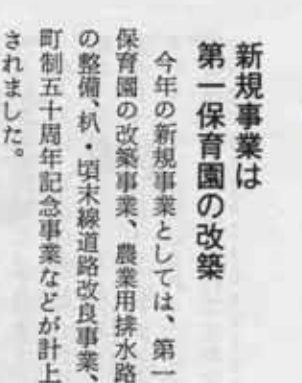 新規事業は
第一保育園の改築
今年の新規事業としては、第一
保育園の改築事業、農業用排水路
の整備、朳・頃末線道路改良事業、
町制五十周年記念事業などが計上
されました。